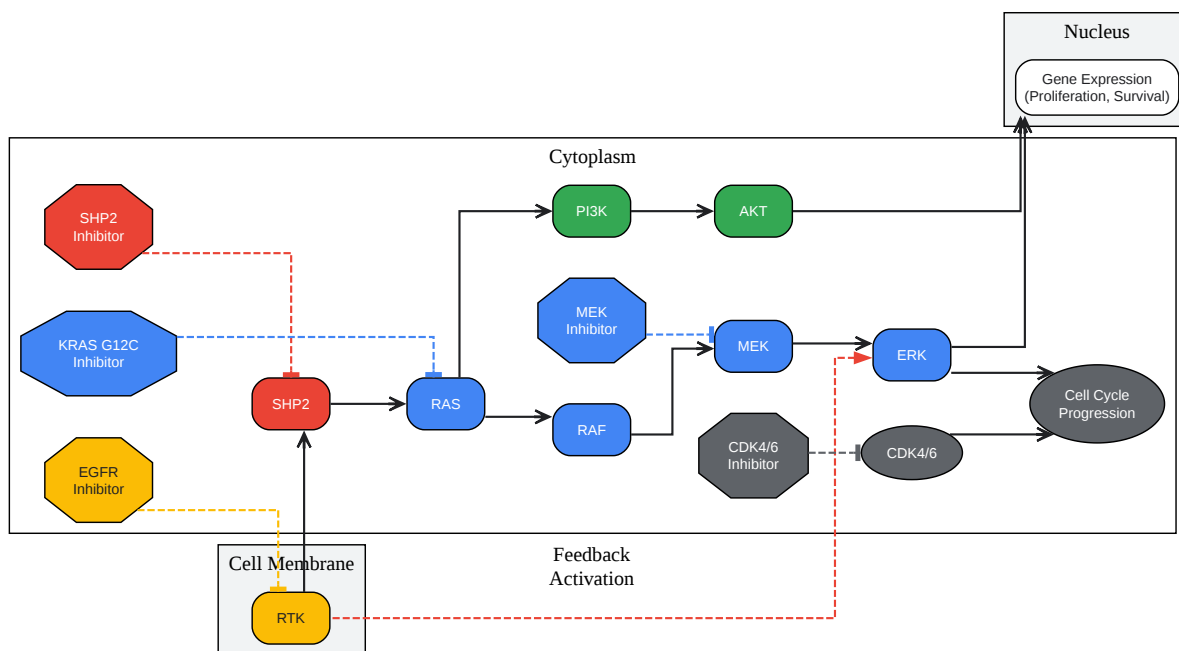 Nucleus
Gene Expression
(Proliferation, Survival)
Cytoplasm
SHP2
Inhibitor
PI3K
AKT
KRAS G12C
Inhibitor
MEK
Inhibitor
MEK
ERK
SHP2
RAS
RAF
Cell Cycle
Progression
EGFR
Inhibitor
CDK4/6
Inhibitor
CDK4/6
Cell Membrane
Feedback
Activation
RTK